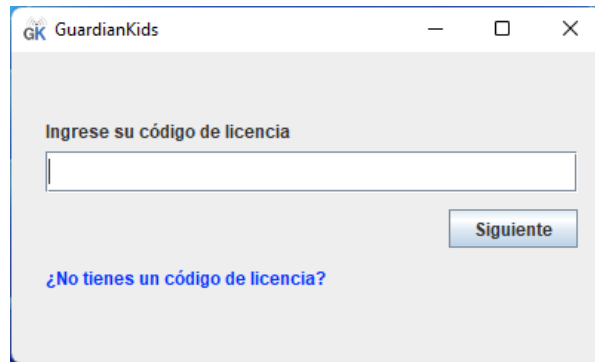 GK GuardianKids
Ingrese su código de licencia
Siguiente
¿No tienes un código de licencia?